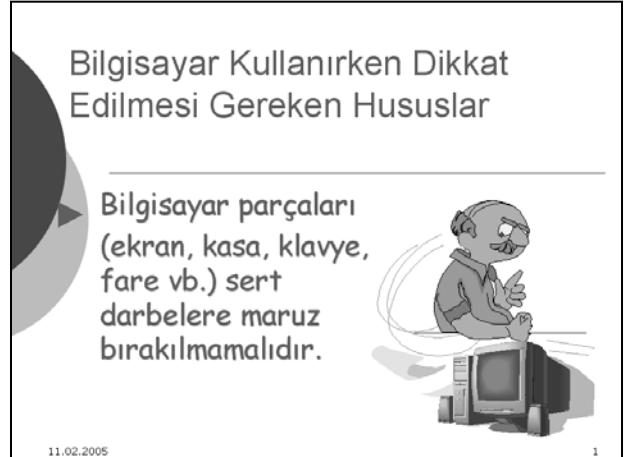 Bilgisayar Kullanırken Dikkat
Edilmesi Gereken Hususlar
Bilgisayar parçaları
(ekran, kasa, klavye,
fare vb.) sert
darbelere maruz
bırakılmamalıdır.
11.02.2005
1